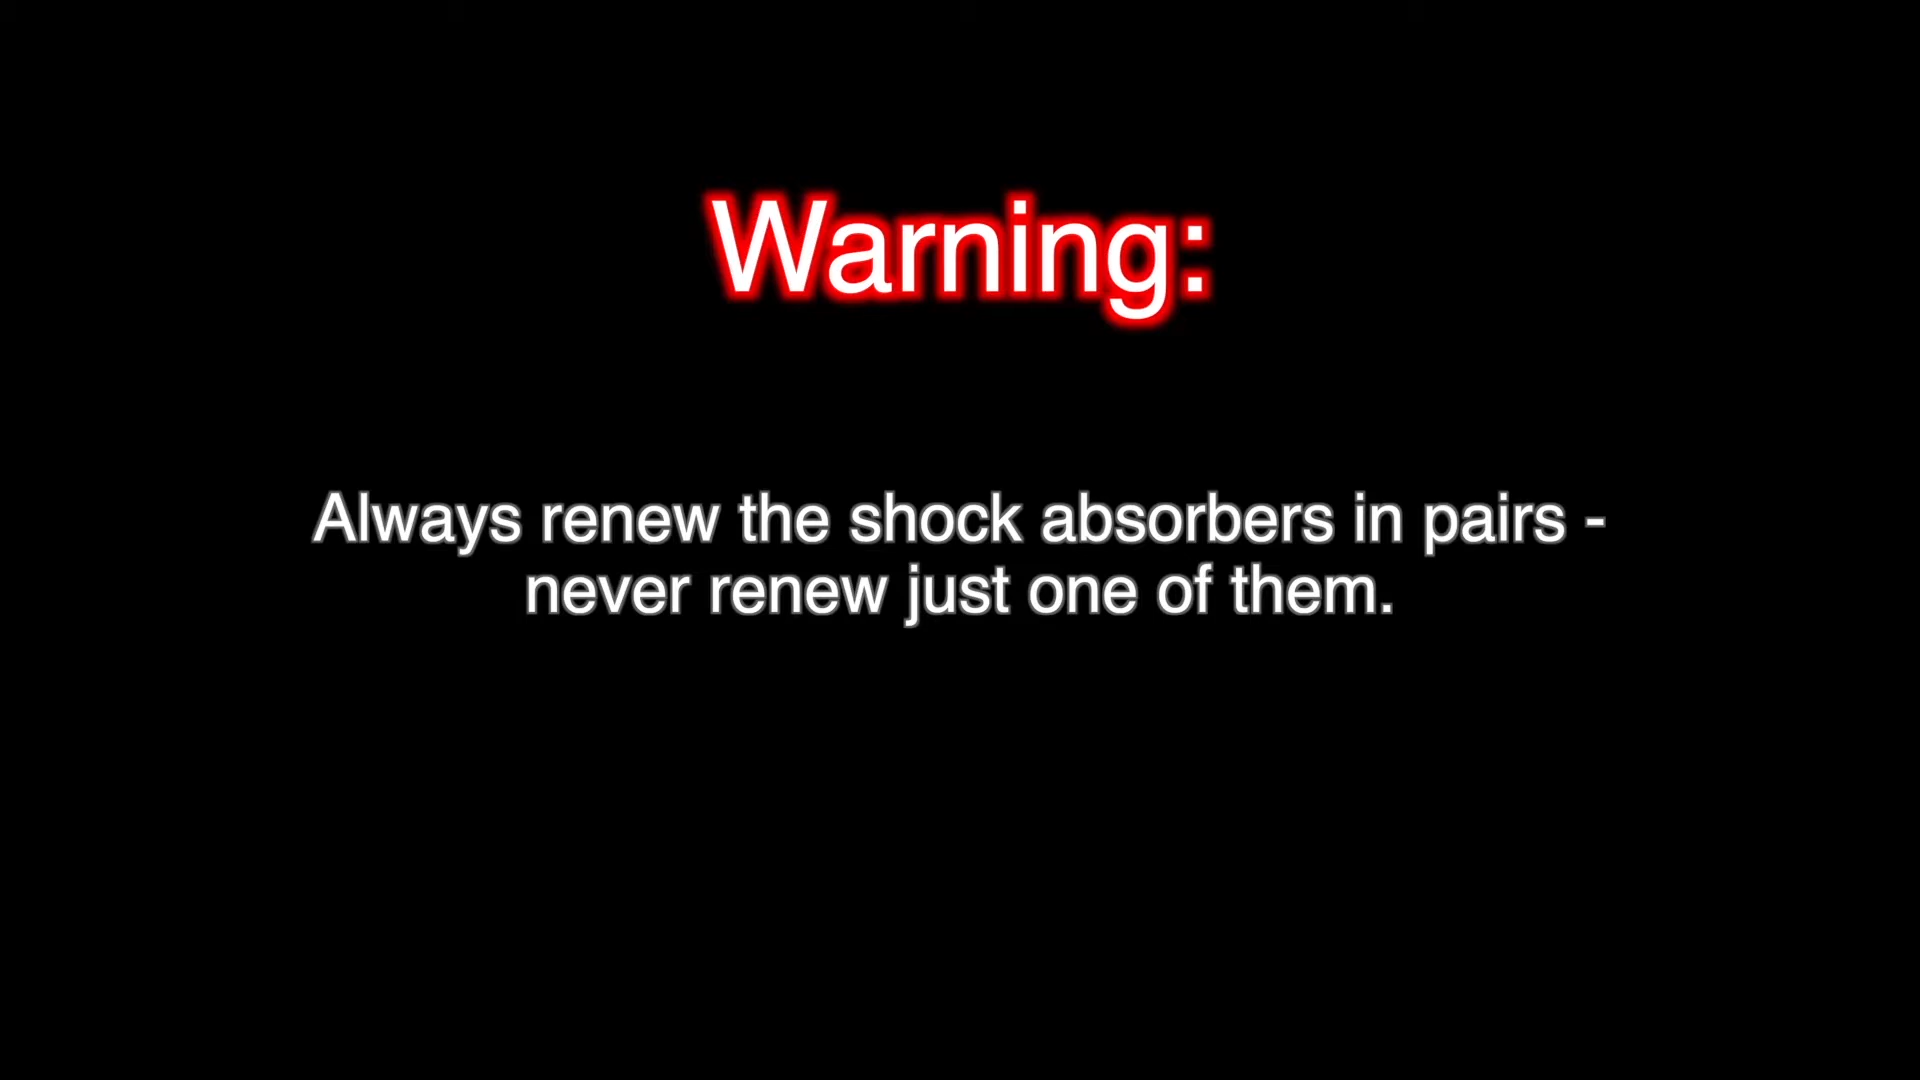 Warning:
Always renew the shock absorbers in pairs -
never renew just one of them.